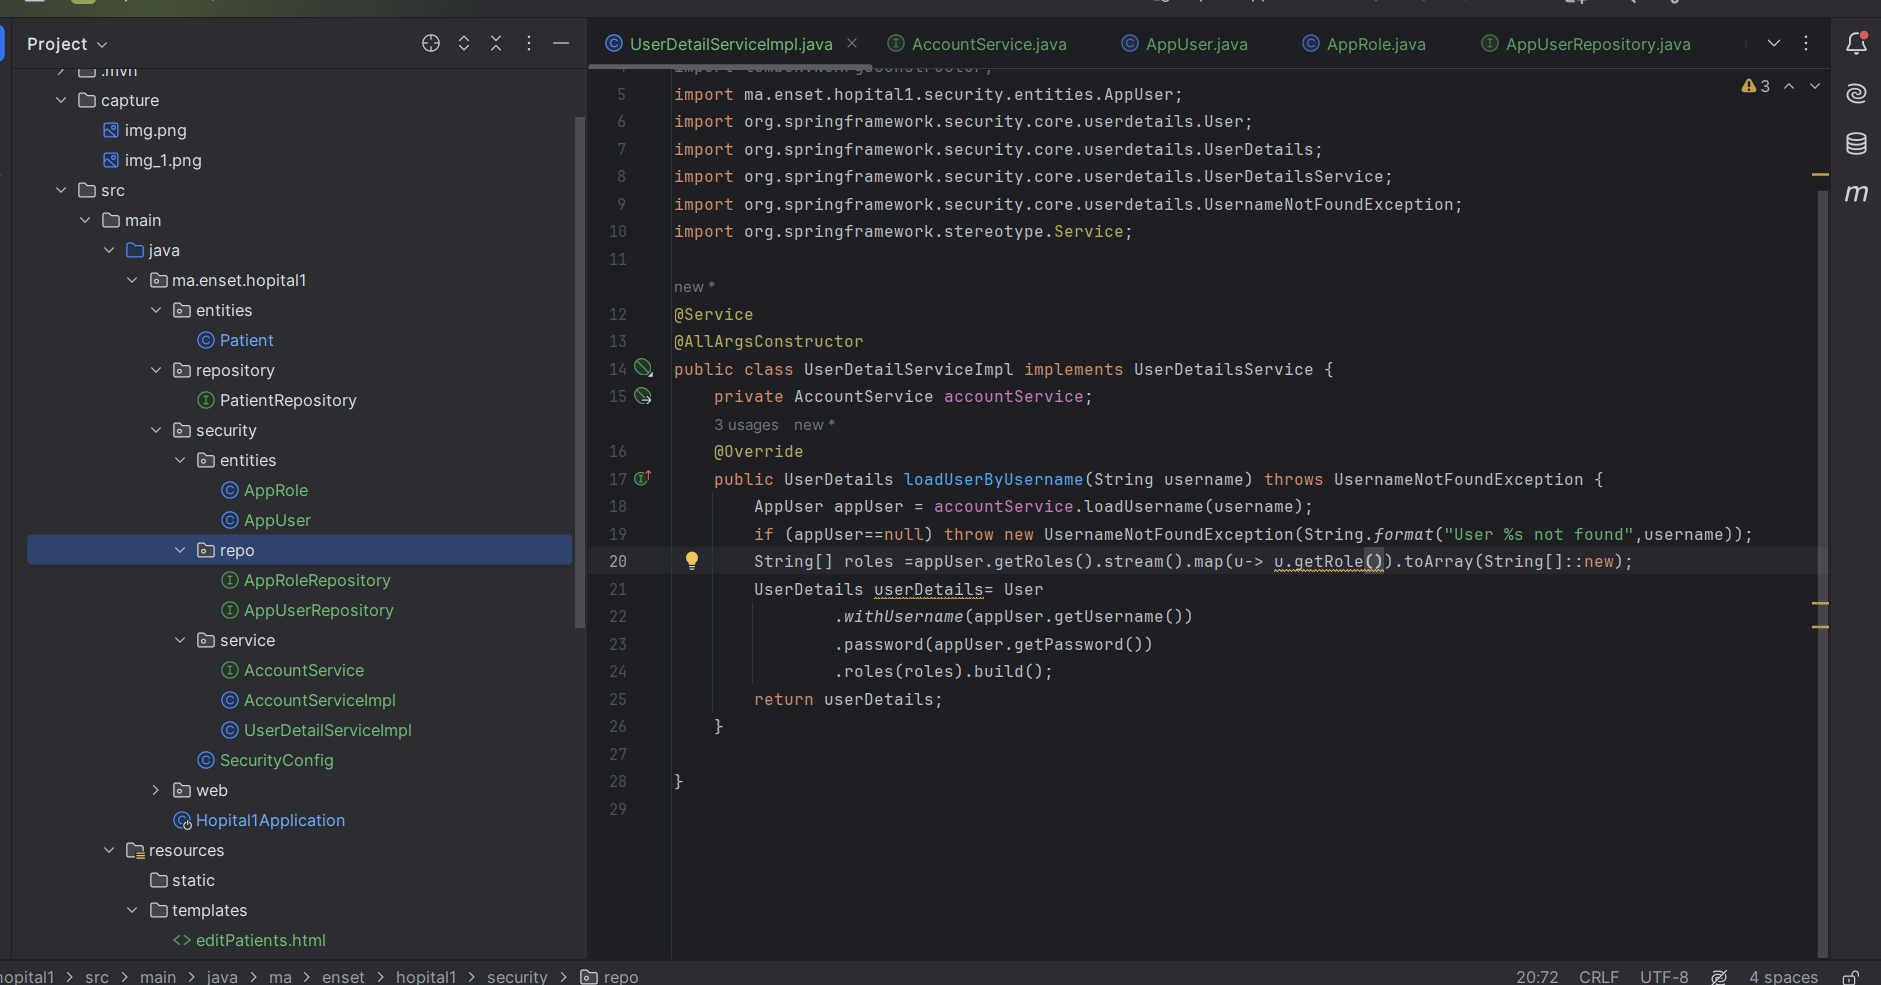 Project
.mvn
capture
img.png
img_1.png
src
main
java
ma.enset.hopital1
entities
Patient
repository
PatientRepository
security
entities
AppRole
AppUser
repo
AppRoleRepository
AppUserRepository
service
AccountService
AccountServiceImpl
UserDetailServiceImpl
SecurityConfig
web
Hopital1Application
resources
static
templates
editPatients.html
UserDetailServiceImpl.java
AccountService.java
AppUser.java
AppRole.java
AppUserRepository.java
3
5 import ma.enset.hopital1.security.entities.AppUser;
6 import org.springframework.security.core.userdetails.User;
7 import org.springframework.security.core.userdetails.UserDetails;
8 import org.springframework.security.core.userdetails.UserDetailsService;
9 import org.springframework.security.core.userdetails.UsernameNotFoundException;
10 import org.springframework.stereotype.Service;
11
new *
12 @Service
13 @AllArgsConstructor
14 public class UserDetailServiceImpl implements UserDetailsService {
15 private AccountService accountService;
3 usages new *
16 @Override
17 public UserDetails loadUserByUsername(String username) throws UsernameNotFoundException {
18 AppUser appUser = accountService.loadUsername(username);
19 if (appUser==null) throw new UsernameNotFoundException(String.format("User %s not found",username));
20 String[] roles =appUser.getRoles().stream().map(u-> u.getRole()).toArray(String[]::new);
21 UserDetails userDetails= User
22 .withUsername(appUser.getUsername())
23 .password(appUser.getPassword())
24 .roles(roles).build();
25 return userDetails;
26 }
27
28 }
29
m
hopital1 > src > main > java > ma > enset > hopital1 > security > repo
20:72 CRLF UTF-8 4 spaces